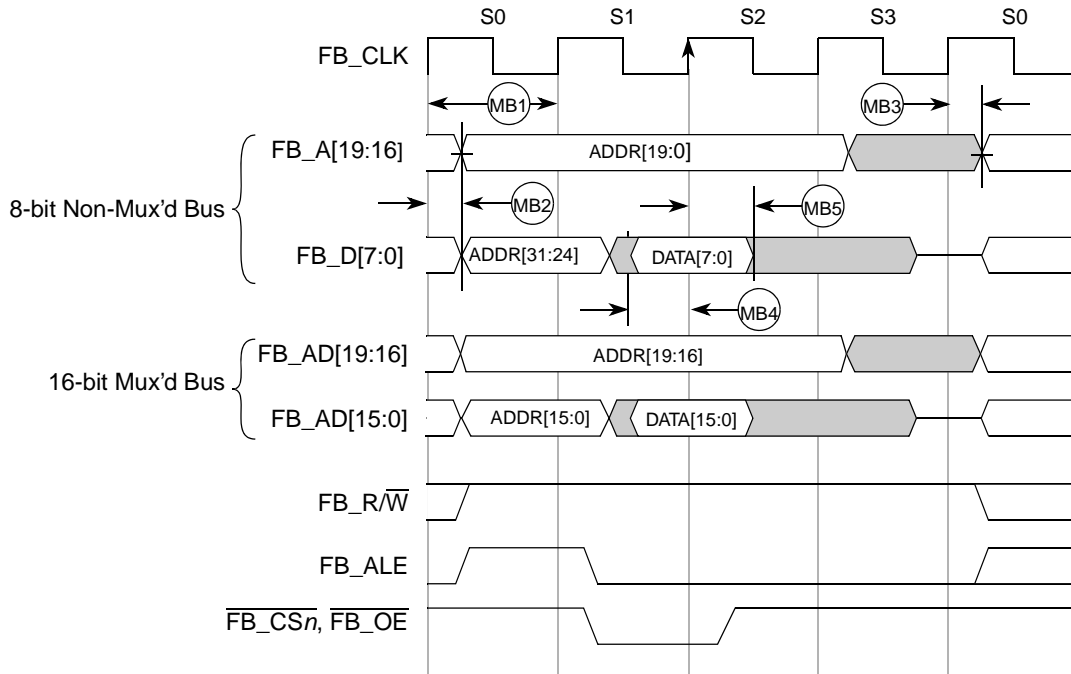 S0 S1 S2 S3 S0
FB_CLK
MB1 MB3
FB_A[19:16] ADDR[19:0]
8-bit Non-Mux'd Bus
MB2 MB5
FB_D[7:0] ADDR[31:24] DATA[7:0]
MB4
FB_AD[19:16] ADDR[19:16]
16-bit Mux'd Bus
FB_AD[15:0] ADDR[15:0] DATA[15:0]
FB_R/W̅
FB_ALE
F̅B̅_̅C̅S̅n̅, F̅B̅_̅O̅E̅